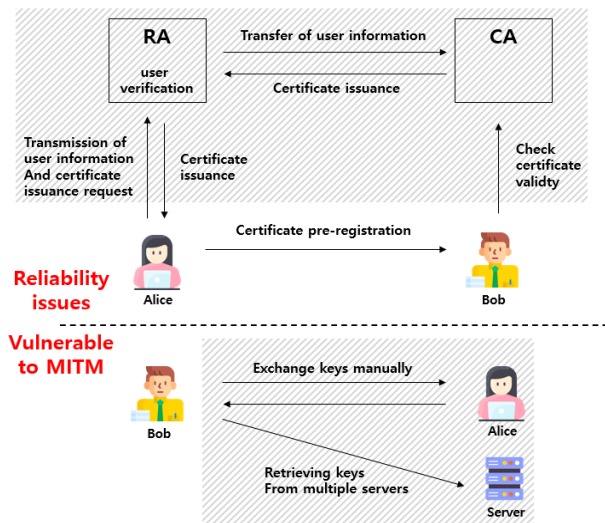 RA
user
verification
Transfer of user information
CA
Certificate issuance
Transmission of
user information
And certificate
issuance request
Certificate
issuance
Check
certificate
validty
Certificate pre-registration
Reliability
issues
Alice
Bob
Vulnerable
to MITM
Exchange keys manually
Bob
Alice
Retrieving keys
From multiple servers
Server